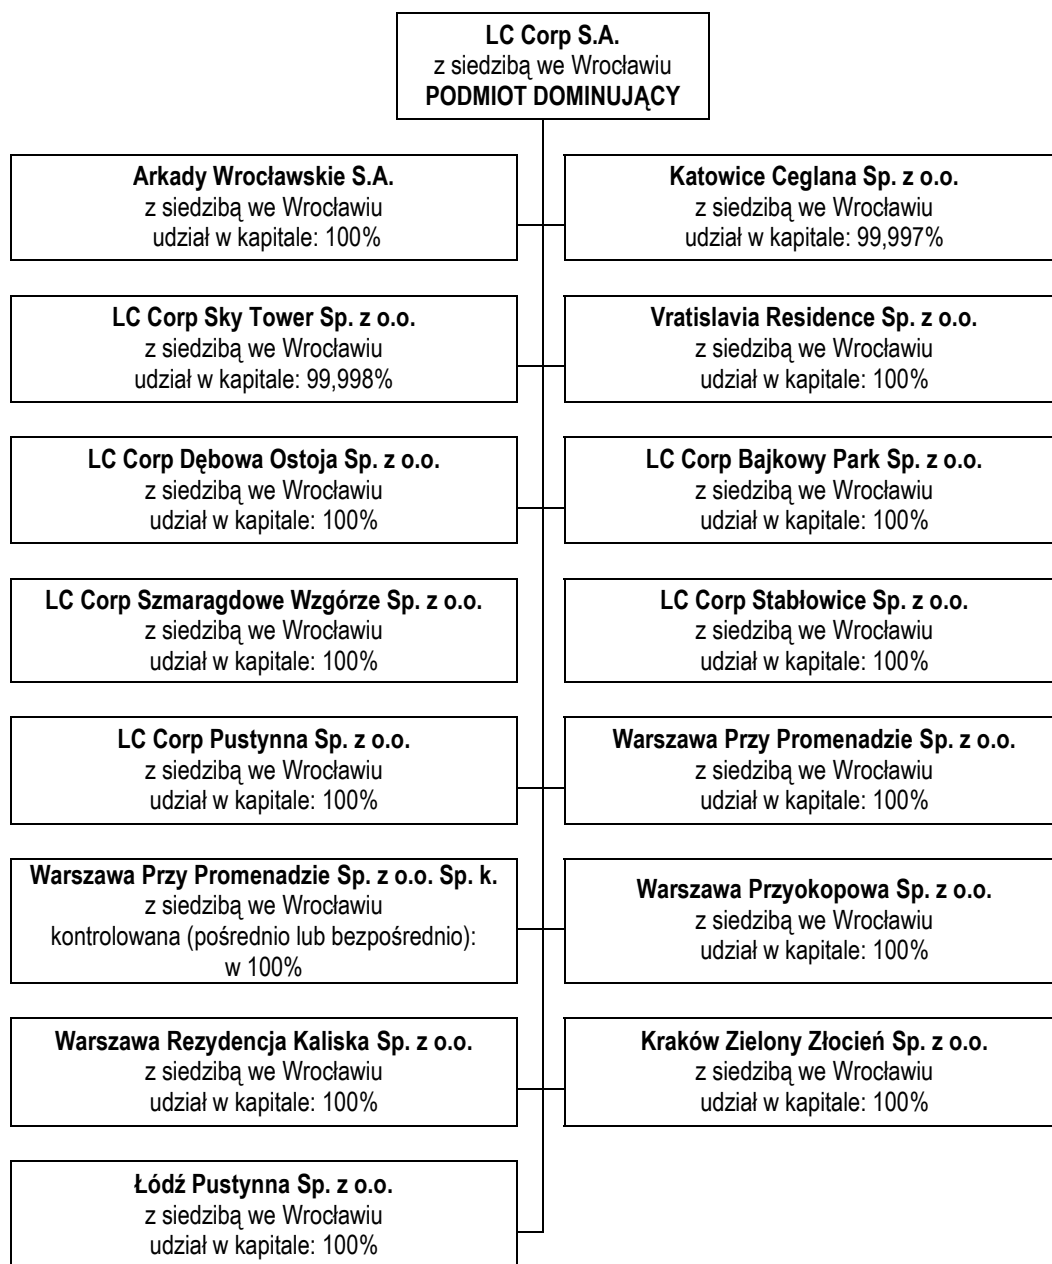 LC Corp S.A.
z siedzibą we Wrocławiu
PODMIOT DOMINUJĄCY
Arkady Wrocławskie S.A.
z siedzibą we Wrocławiu
udział w kapitale: 100%
Katowice Ceglana Sp. z o.o.
z siedzibą we Wrocławiu
udział w kapitale: 99,997%
LC Corp Sky Tower Sp. z o.o.
z siedzibą we Wrocławiu
udział w kapitale: 99,998%
Vratislavia Residence Sp. z o.o.
z siedzibą we Wrocławiu
udział w kapitale: 100%
LC Corp Dębowa Ostoja Sp. z o.o.
z siedzibą we Wrocławiu
udział w kapitale: 100%
LC Corp Bajkowy Park Sp. z o.o.
z siedzibą we Wrocławiu
udział w kapitale: 100%
LC Corp Szmaragdowe Wzgórze Sp. z o.o.
z siedzibą we Wrocławiu
udział w kapitale: 100%
LC Corp Stabłowice Sp. z o.o.
z siedzibą we Wrocławiu
udział w kapitale: 100%
LC Corp Pustynna Sp. z o.o.
z siedzibą we Wrocławiu
udział w kapitale: 100%
Warszawa Przy Promenadzie Sp. z o.o.
z siedzibą we Wrocławiu
udział w kapitale: 100%
Warszawa Przy Promenadzie Sp. z o.o. Sp. k.
z siedzibą we Wrocławiu
kontrolowana (pośrednio lub bezpośrednio):
w 100%
Warszawa Przyokopowa Sp. z o.o.
z siedzibą we Wrocławiu
udział w kapitale: 100%
Warszawa Rezydencja Kaliska Sp. z o.o.
z siedzibą we Wrocławiu
udział w kapitale: 100%
Kraków Zielony Złocień Sp. z o.o.
z siedzibą we Wrocławiu
udział w kapitale: 100%
Łódź Pustynna Sp. z o.o.
z siedzibą we Wrocławiu
udział w kapitale: 100%